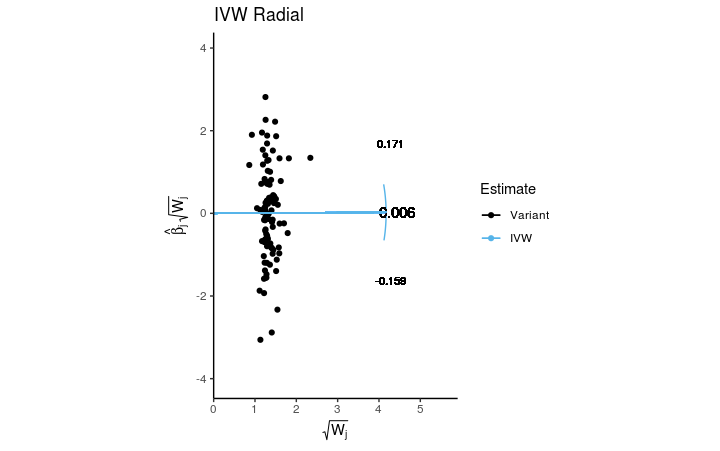 IVW Radial
4
2
0
-2
-4
β̂j√Wj
0.171
0.006
-0.159
0 1 2 3 4 5
√Wj
Estimate
Variant
IVW